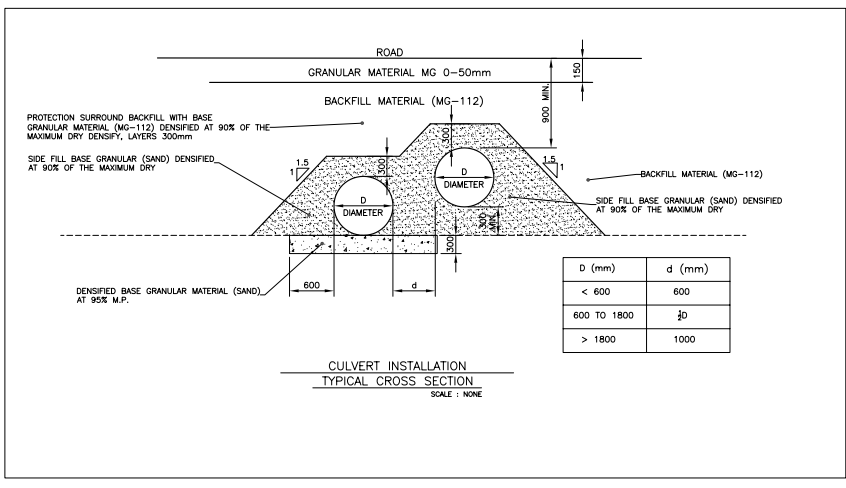 ROAD
GRANULAR MATERIAL MG 0-50mm
150
BACKFILL MATERIAL (MG-112)
900 MIN.
PROTECTION SURROUND BACKFILL WITH BASE
GRANULAR MATERIAL (MG-112) DENSIFIED AT 90% OF THE
MAXIMUM DRY DENSIFY, LAYERS 300mm
SIDE FILL BASE GRANULAR (SAND) DENSIFIED
AT 90% OF THE MAXIMUM DRY
1.5
1
300
300
1.5
1
D
DIAMETER
D
DIAMETER
BACKFILL MATERIAL (MG-112)
SIDE FILL BASE GRANULAR (SAND) DENSIFIED
AT 90% OF THE MAXIMUM DRY
300
MIN.
300
600
d
DENSIFIED BASE GRANULAR MATERIAL (SAND)
AT 95% M.P.
D (mm) d (mm)
< 600 600
600 TO 1800 ½D
> 1800 1000
CULVERT INSTALLATION
TYPICAL CROSS SECTION
SCALE : NONE